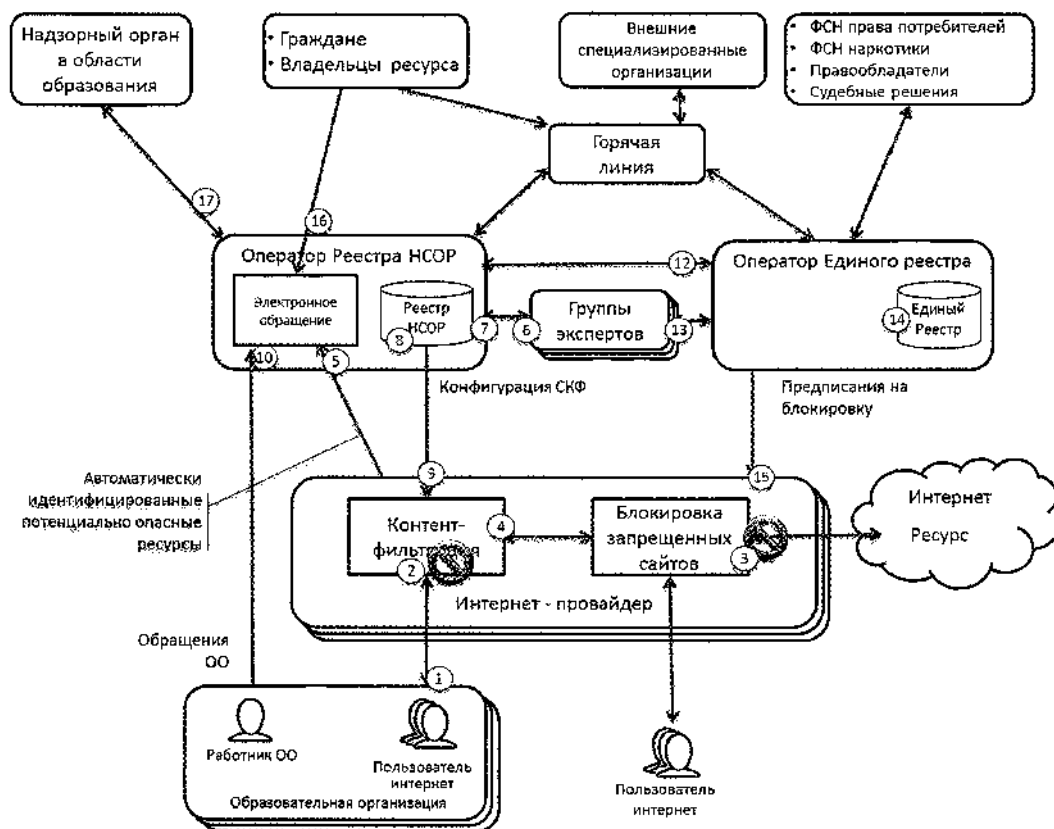 Надзорный орган
в области
образования
• Граждане
• Владельцы ресурса
Внешние
специализированные
организации
• ФСН права потребителей
• ФСН наркотики
• Правообладатели
• Судебные решения
Горячая
линия
17
16
Оператор Реестра НСОР
Электронное
обращение
Реестр
НСОР
8
10
5
7
6
Группы
экспертов
13
12
Оператор Единого реестра
14
Единый
Реестр
Конфигурация СКФ
Предписания на
блокировку
Автоматически
идентифицированные
потенциально опасные
ресурсы
9
15
Контент-
фильтрация
2
4
Блокировка
запрещенных
сайтов
3
Интернет - провайдер
Интернет
Ресурс
Обращения
ОО
1
Работник ОО
Пользователь
интернет
Образовательная организация
Пользователь
интернет